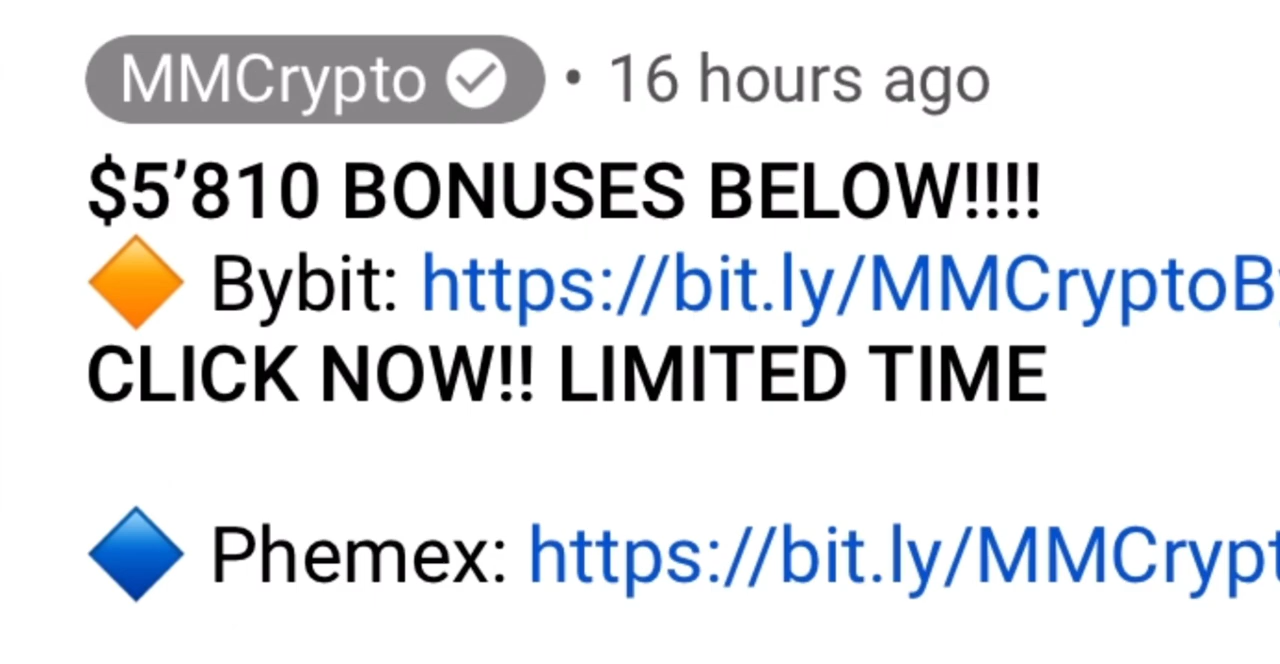 MMCrypto • 16 hours ago
$5’810 BONUSES BELOW!!!!
🔶 Bybit: https://bit.ly/MMCryptoB
CLICK NOW!! LIMITED TIME
🔷 Phemex: https://bit.ly/MMCrypt